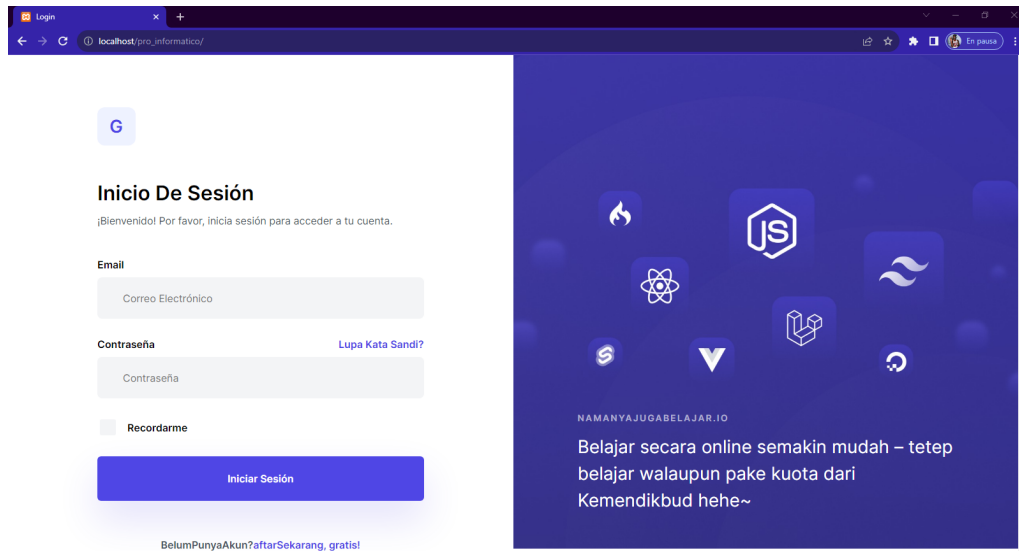 Login
localhost/pro_informatico/
En pausa
G
Inicio De Sesión
¡Bienvenido! Por favor, inicia sesión para acceder a tu cuenta.
Email
Correo Electrónico
Contraseña
Lupa Kata Sandi?
Contraseña
Recordarme
Iniciar Sesión
BelumPunyaAkun?aftarSekarang, gratis!
JS
NAMANYAJUGABELAJAR.IO
Belajar secara online semakin mudah – tetep
belajar walaupun pake kuota dari
Kemendikbud hehe~